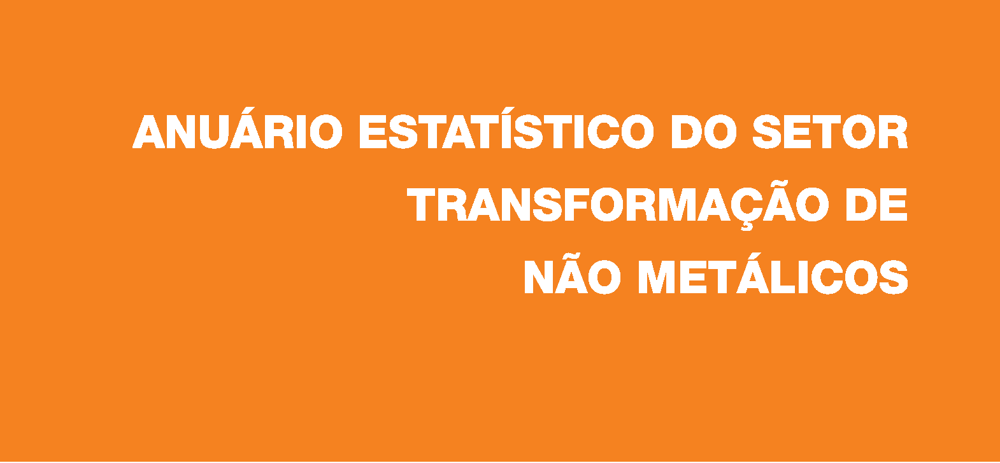 ANUÁRIO ESTATÍSTICO DO SETOR
TRANSFORMAÇÃO DE
NÃO METÁLICOS